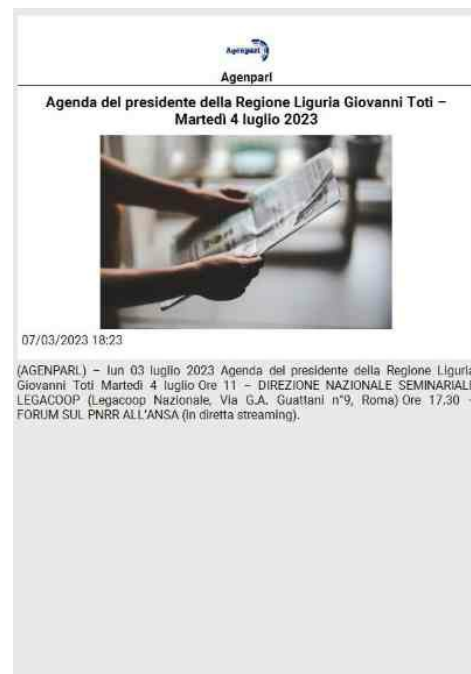 Agenparl
Agenparl
Agenda del presidente della Regione Liguria Giovanni Toti –
Martedì 4 luglio 2023
07/03/2023 18:23
(AGENPARL) – lun 03 luglio 2023 Agenda del presidente della Regione Liguria
Giovanni Toti Martedì 4 luglio Ore 11 – DIREZIONE NAZIONALE SEMINARIALE
LEGACOOP (Legacoop Nazionale, Via G.A. Guattani n°9, Roma) Ore 17.30 –
FORUM SUL PNRR ALL'ANSA (in diretta streaming).